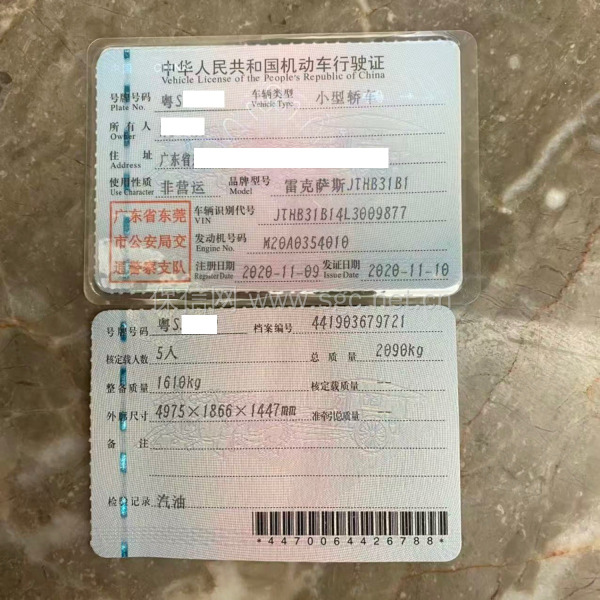 中华人民共和国机动车行驶证
Vehicle License of the People's Republic of China
号牌号码 粤S 车辆类型 小型轿车
Plate No. Vehicle Type
所有人
Owner
住址 广东省
Address
使用性质 非营运 品牌型号 雷克萨斯JTHB31B1
Use Character Model
广东省东莞
市公安局交
通警察支队
车辆识别代号 JTHB31B14L3009877
VIN
发动机号码 M20A0354010
Engine No.
注册日期 2020-11-09 发证日期 2020-11-10
Register Date Issue Date
保信网 www.sgc.net.cn
号牌号码 粤S 档案编号 441903679721
核定载人数 5人 总质量 2090kg
整备质量 1610kg 核定载质量 --
外廓尺寸 4975×1866×1447mm 准牵引总质量 --
备注
检验记录 汽油
*4470064426788*